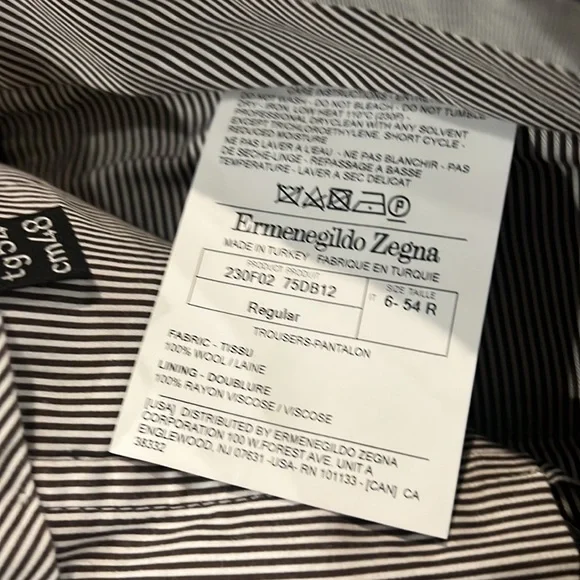 CARE INSTRUCTIONS
DO NOT WASH - DO NOT BLEACH - DO NOT TUMBLE
DRY - IRON, LOW HEAT 110°C (230F) -
PROFESSIONAL DRYCLEAN WITH ANY SOLVENT
EXCEPT TRICHLOROETHYLENE, SHORT CYCLE -
REDUCED MOISTURE
NE PAS LAVER A L'EAU - NE PAS BLANCHIR - PAS
DE SECHE-LINGE - REPASSAGE A BASSE
TEMPERATURE - LAVER A SEC DELICAT
P
Ermenegildo Zegna
MADE IN TURKEY FABRIQUE EN TURQUIE
PRODUCT PRODUIT
230F02 75DB12
SIZE TAILLE
IT 6- 54 R
Regular
TROUSERS-PANTALON
FABRIC - TISSU
100% WOOL / LAINE
LINING - DOUBLURE
100% RAYON VISCOSE / VISCOSE
[USA] DISTRIBUTED BY ERMENEGILDO ZEGNA
CORPORATION 100 W.FOREST AVE. UNIT A
ENGLEWOOD, NJ 07631 -USA- RN 101133 - [CAN] CA
38332
cm48
tg54